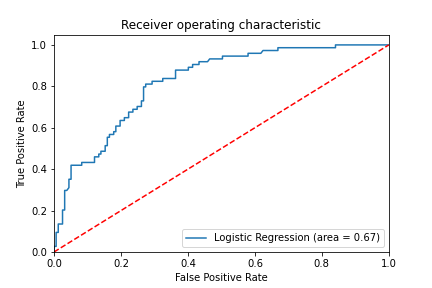 Receiver operating characteristic
1.0
0.8
0.6
0.4
0.2
0.0
True Positive Rate
Logistic Regression (area = 0.67)
0.0 0.2 0.4 0.6 0.8 1.0
False Positive Rate